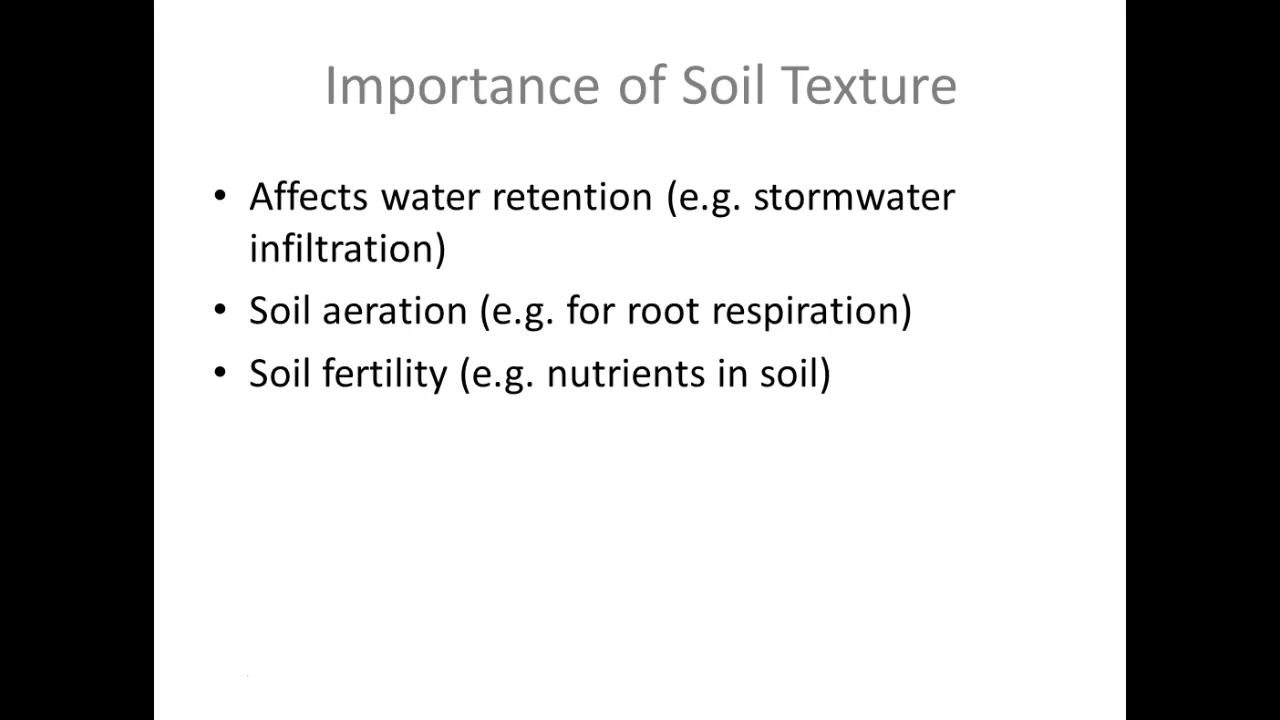 Importance of Soil Texture
• Affects water retention (e.g. stormwater
infiltration)
• Soil aeration (e.g. for root respiration)
• Soil fertility (e.g. nutrients in soil)